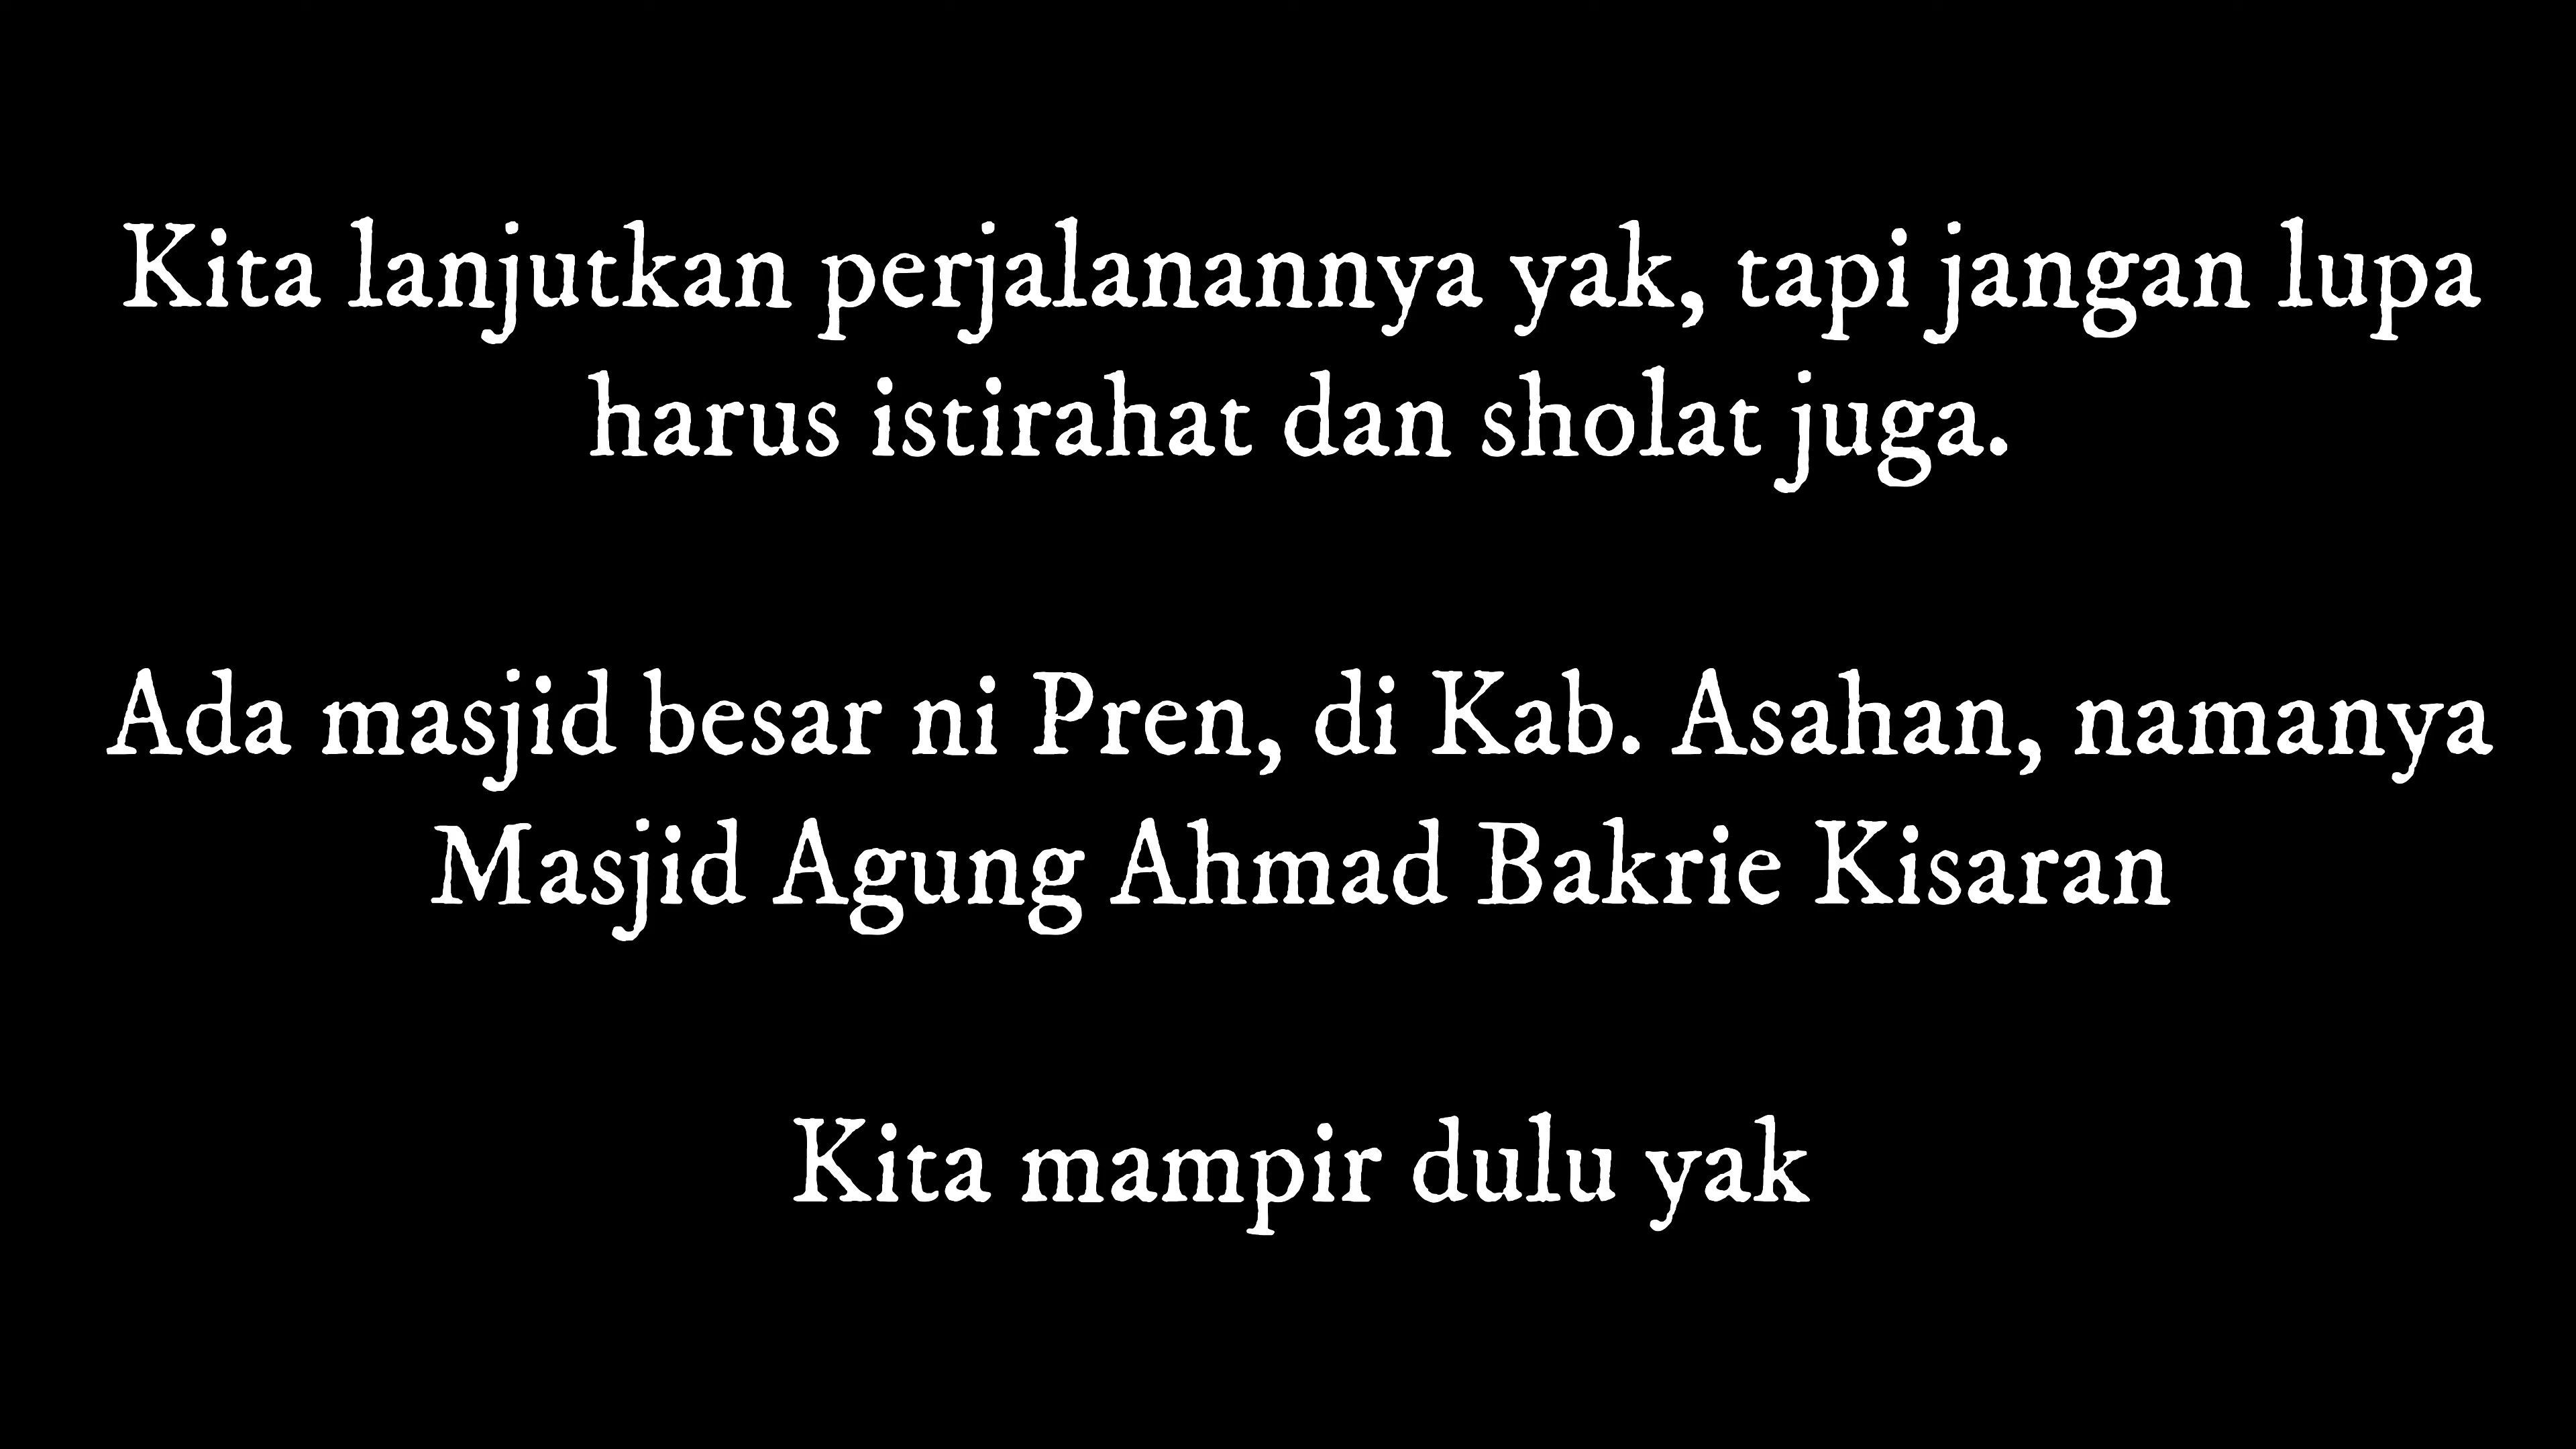 Kita lanjutkan perjalanannya yak, tapi jangan lupa
harus istirahat dan sholat juga.
Ada masjid besar ni Pren, di Kab. Asahan, namanya
Masjid Agung Ahmad Bakrie Kisaran
Kita mampir dulu yak